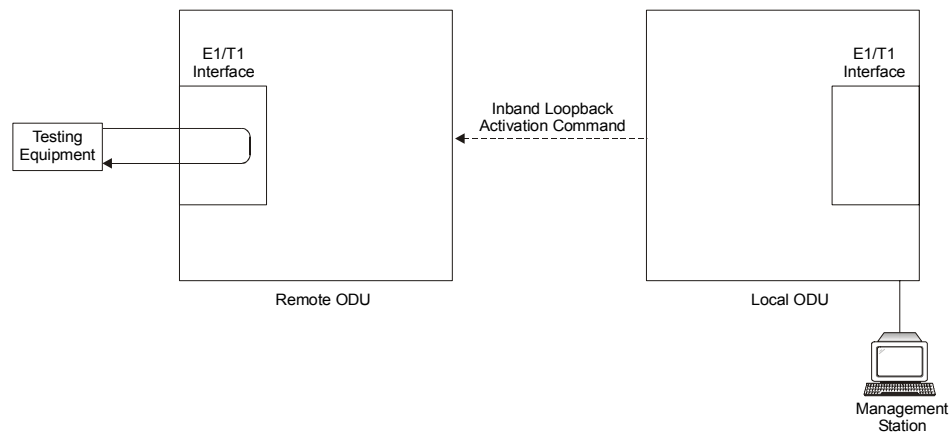 E1/T1
Interface
E1/T1
Interface
Inband Loopback
Activation Command
Testing
Equipment
Remote ODU
Local ODU
Management
Station